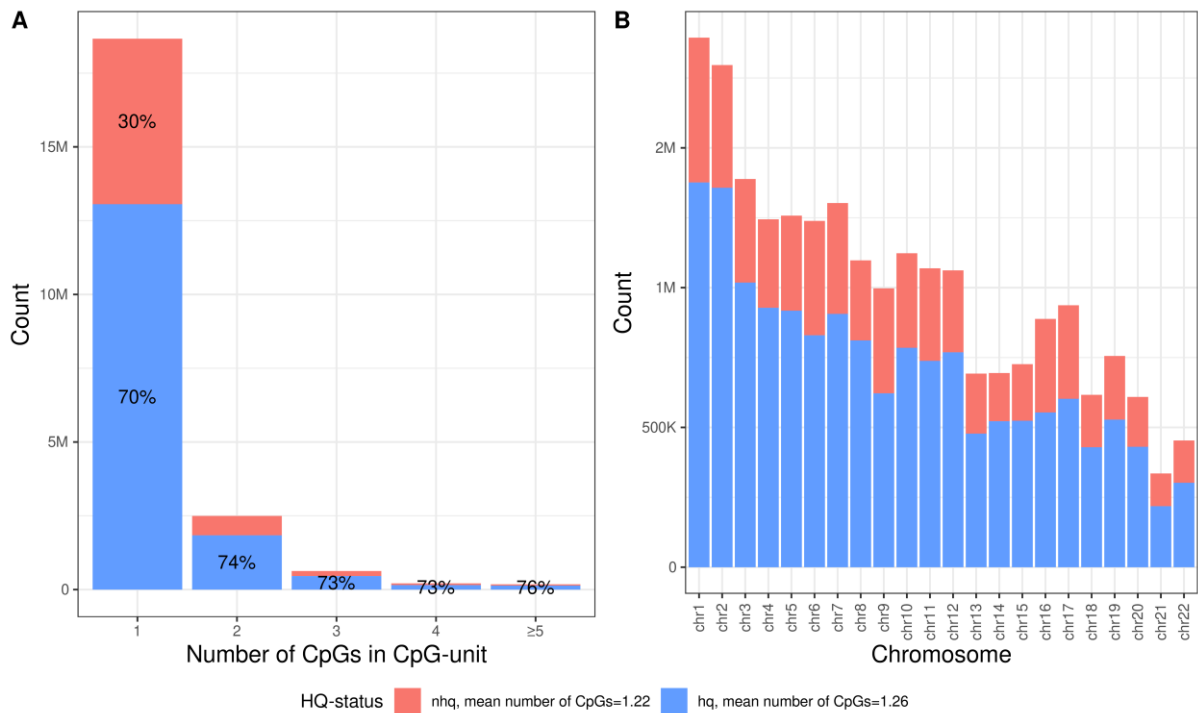 A
Count
15M
10M
5M
0
30%
70%
74%
73%
73%
76%
1 2 3 4 ≥5
Number of CpGs in CpG-unit
B
Count
2M
1M
500K
0
chr1 chr2 chr3 chr4 chr5 chr6 chr7 chr8 chr9 chr10 chr11 chr12 chr13 chr14 chr15 chr16 chr17 chr18 chr19 chr20 chr21 chr22
Chromosome
HQ-status nhq, mean number of CpGs=1.22 hq, mean number of CpGs=1.26